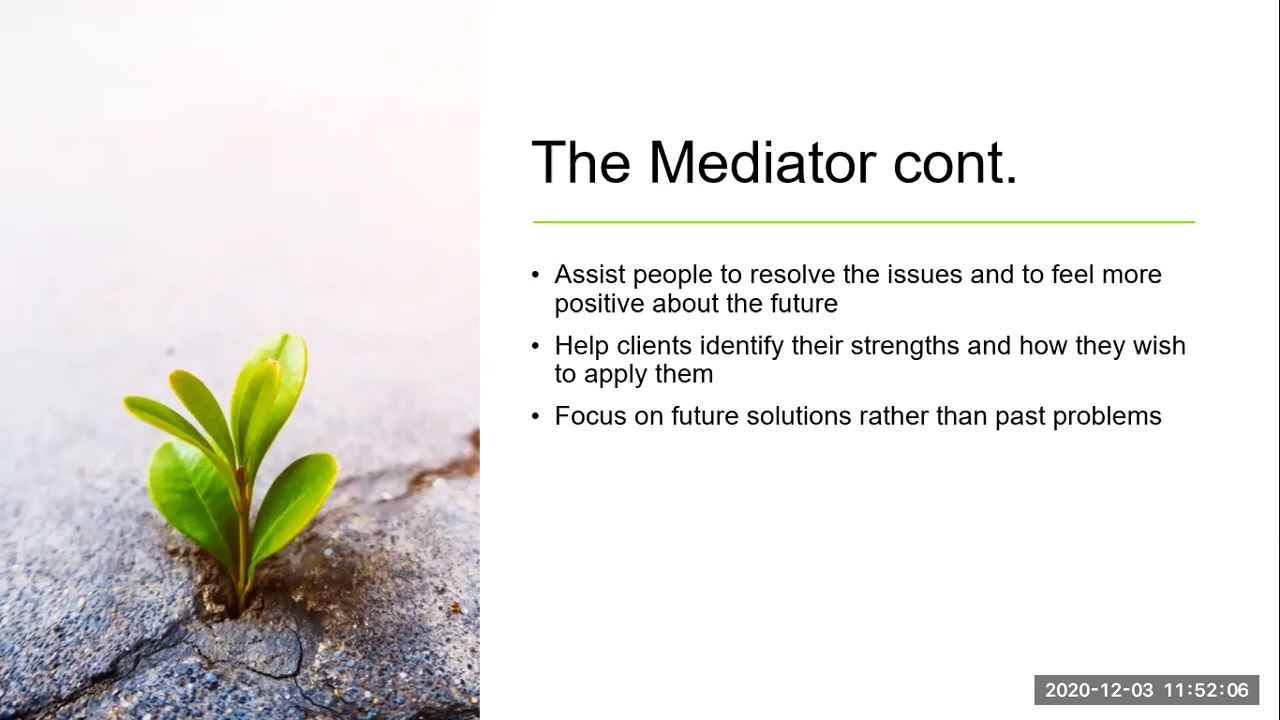 The Mediator cont.
• Assist people to resolve the issues and to feel more
positive about the future
• Help clients identify their strengths and how they wish
to apply them
• Focus on future solutions rather than past problems
2020-12-03 11:52:06